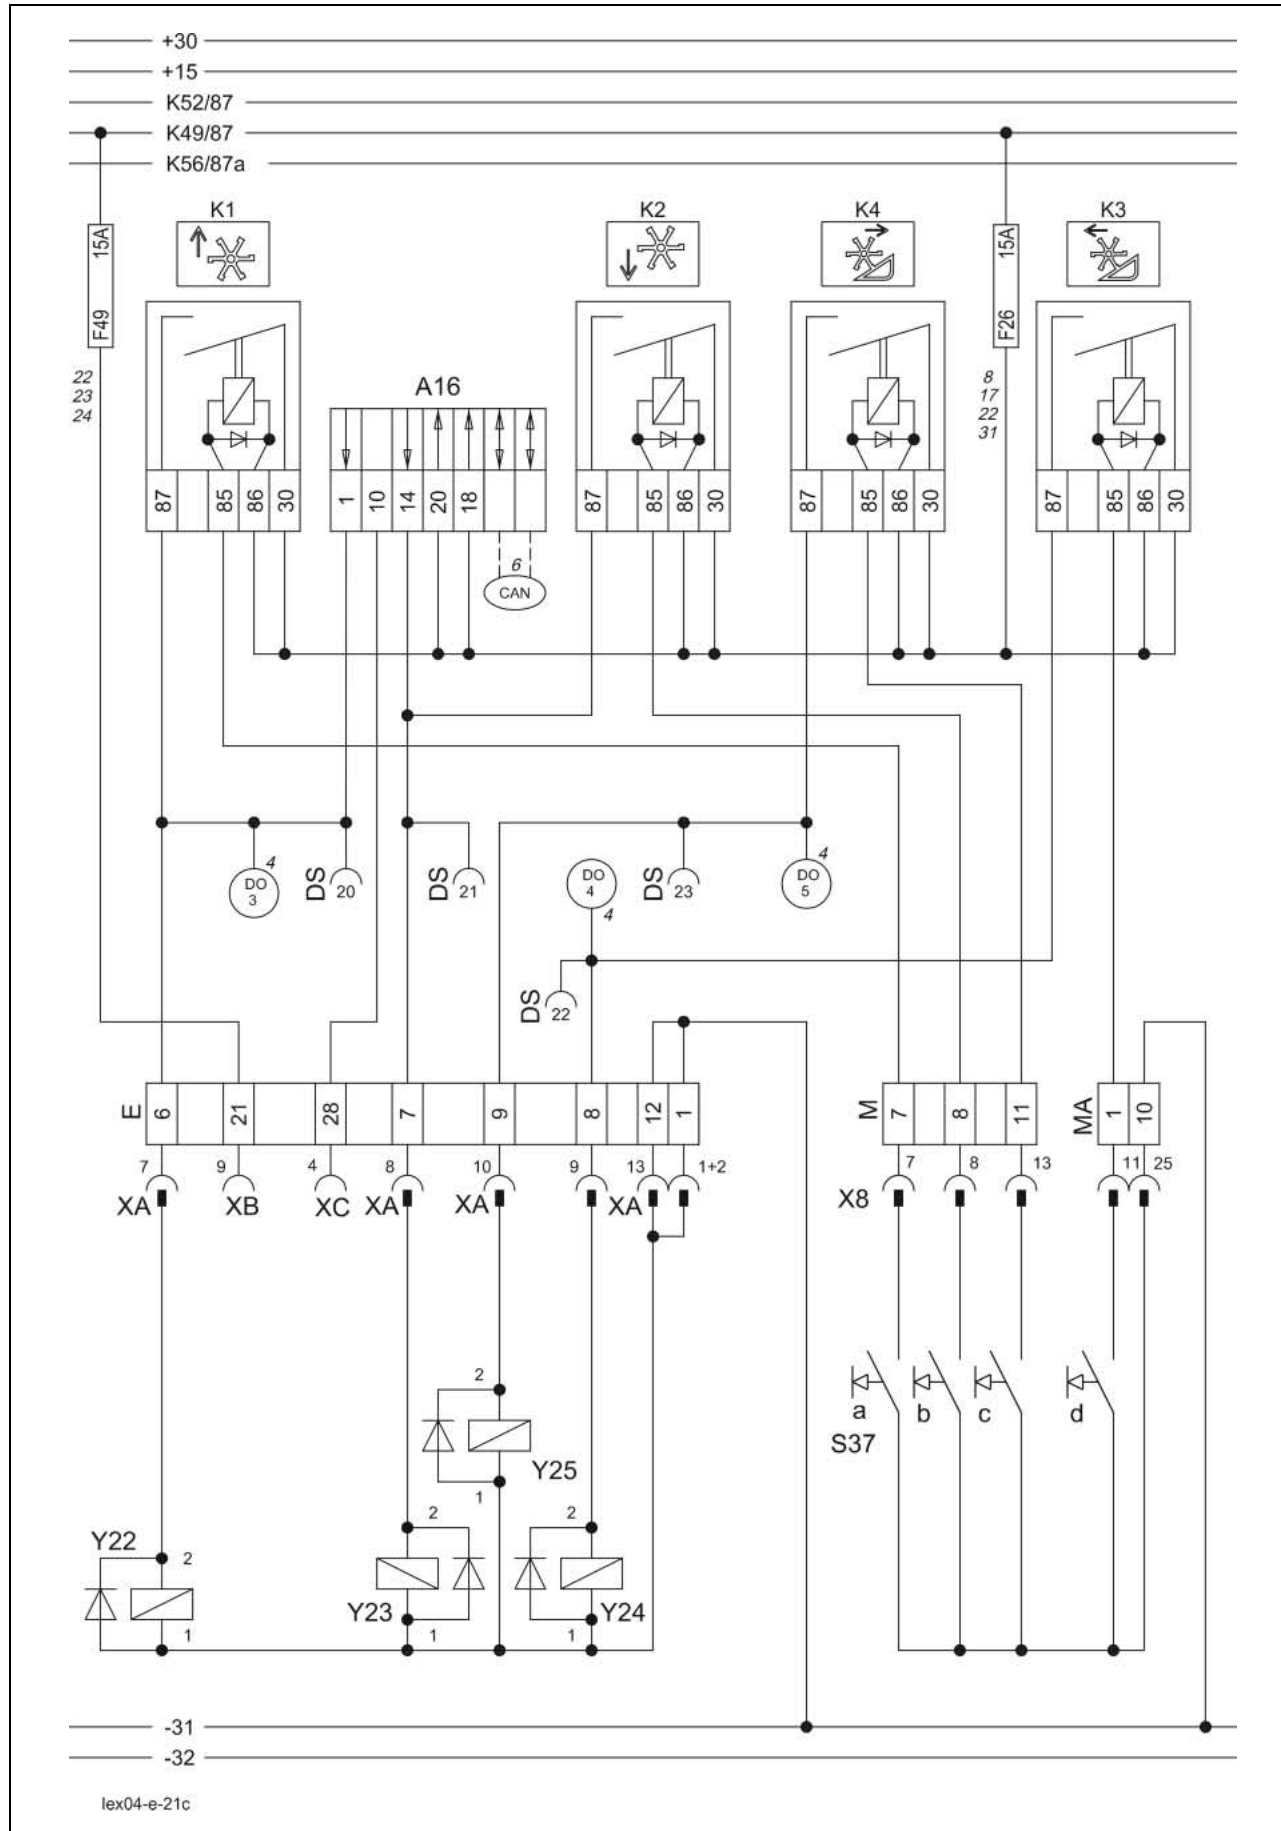 +30
+15
K52/87
K49/87
K56/87a
K1
K2
K4
K3
15A
F49
15A
F26
22
23
24
8
17
22
31
A16
87 85 86 30
1 10 14 20 18
87 85 86 30
87 85 86 30
87 85 86 30
6
CAN
4
DO
3
DS
20
DS
21
DO
4
4
DS
23
4
DO
5
DS
22
E 6 21 28 7 9 8 12 1
M 7 8 11
MA 1 10
7 9 4 8 10 9 13 1+2
7 8 13 11 25
XA XB XC XA XA XA
X8
a b c d
S37
2
Y25
1
Y22
2
1
2
Y23
1
2
Y24
1
-31
-32
lex04-e-21c